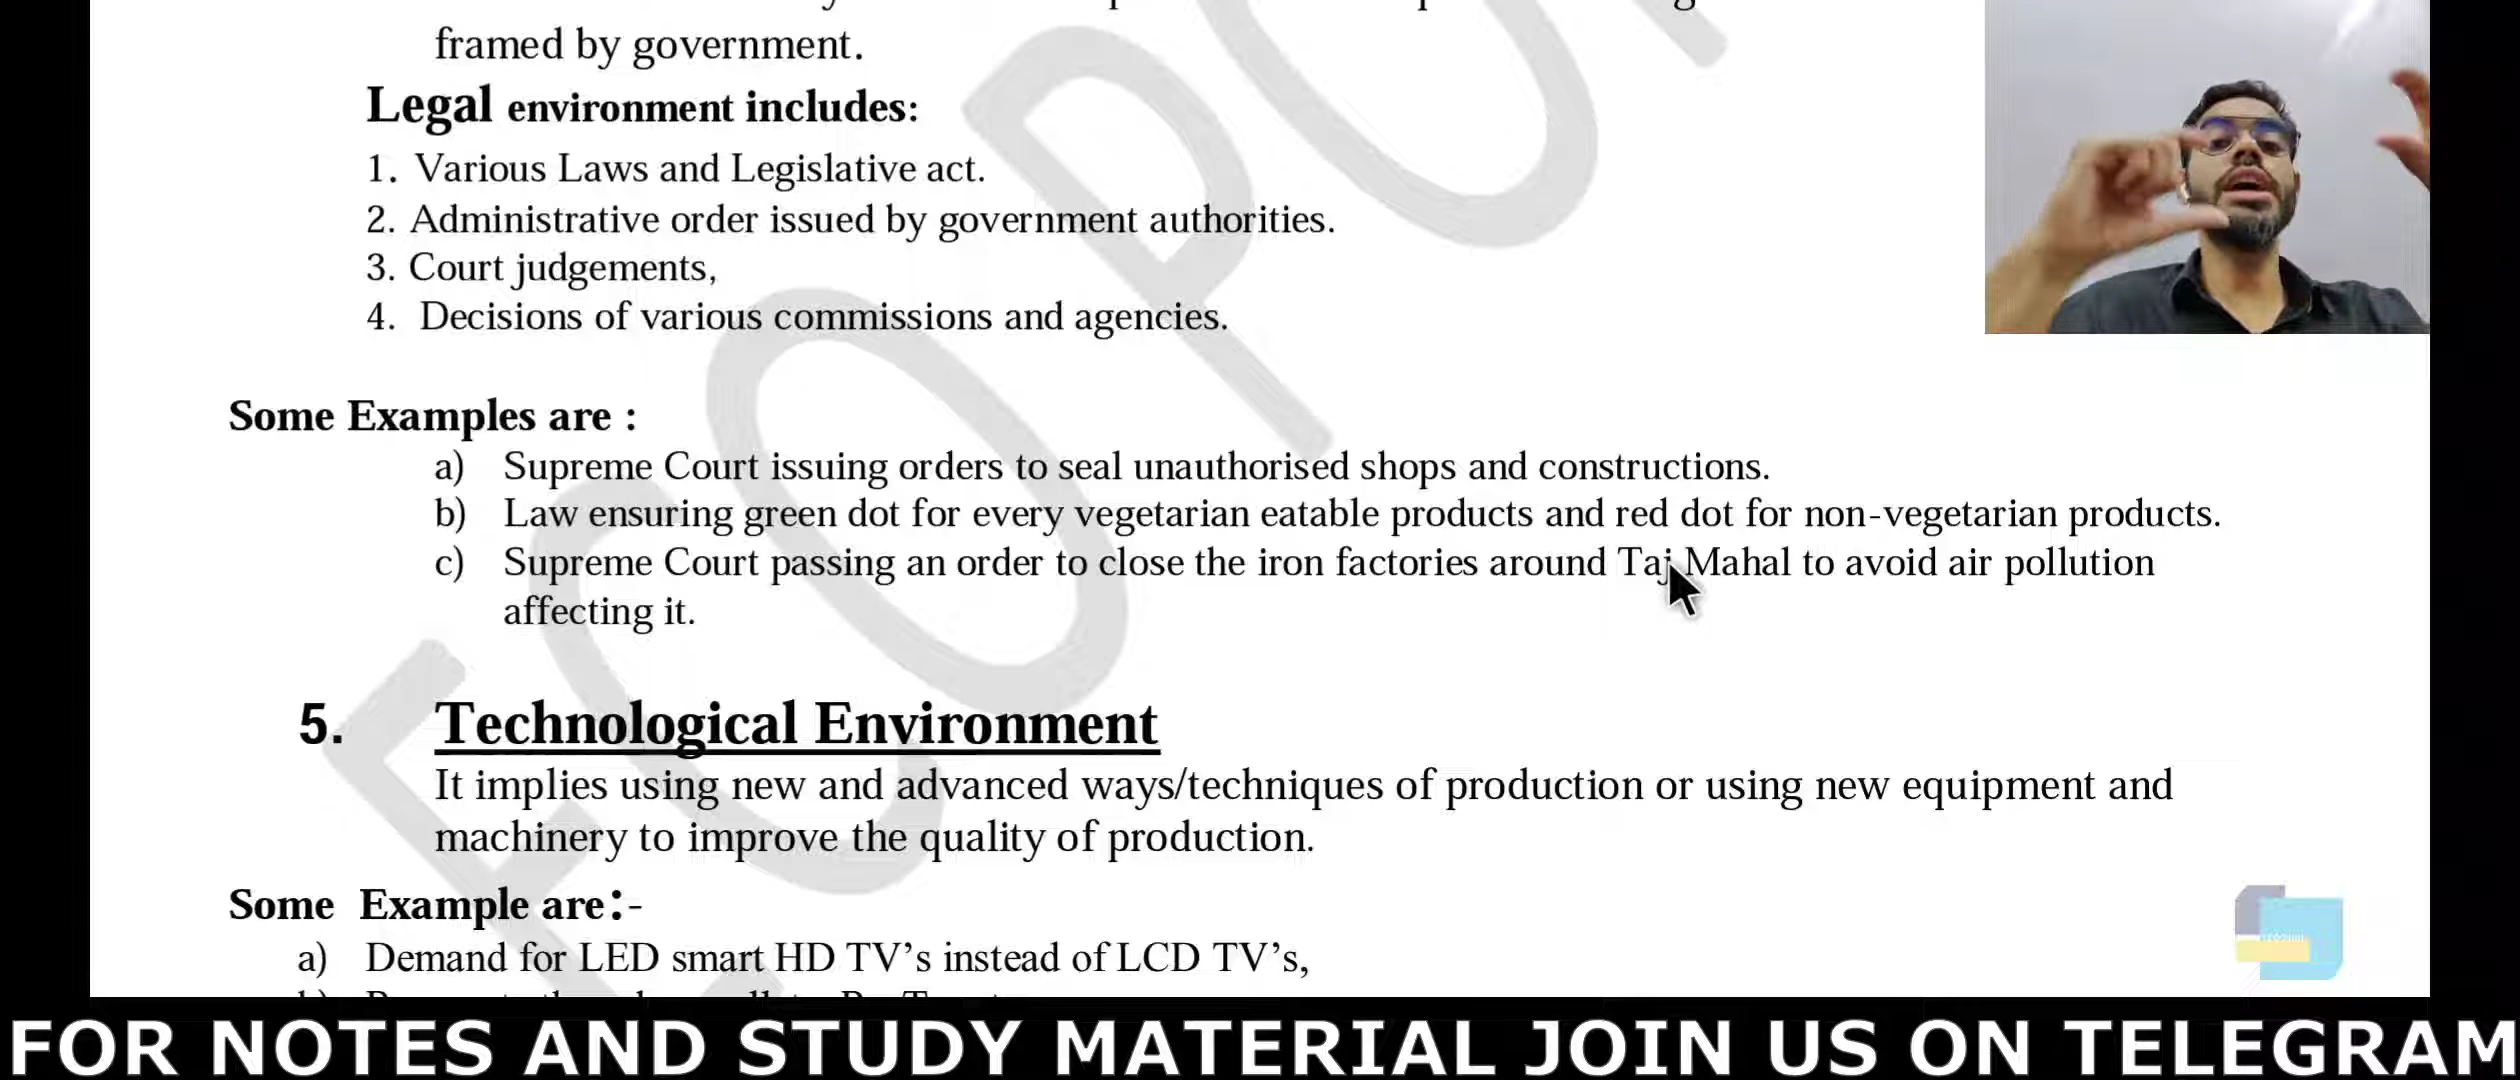 framed by government.
Legal environment includes:
1. Various Laws and Legislative act.
2. Administrative order issued by government authorities.
3. Court judgements,
4. Decisions of various commissions and agencies.
Some Examples are :
a) Supreme Court issuing orders to seal unauthorised shops and constructions.
b) Law ensuring green dot for every vegetarian eatable products and red dot for non-vegetarian products.
c) Supreme Court passing an order to close the iron factories around Taj Mahal to avoid air pollution
affecting it.
5. Technological Environment
It implies using new and advanced ways/techniques of production or using new equipment and
machinery to improve the quality of production.
Some Example are:-
a) Demand for LED smart HD TV’s instead of LCD TV’s,
FOR NOTES AND STUDY MATERIAL JOIN US ON TELEGRAM